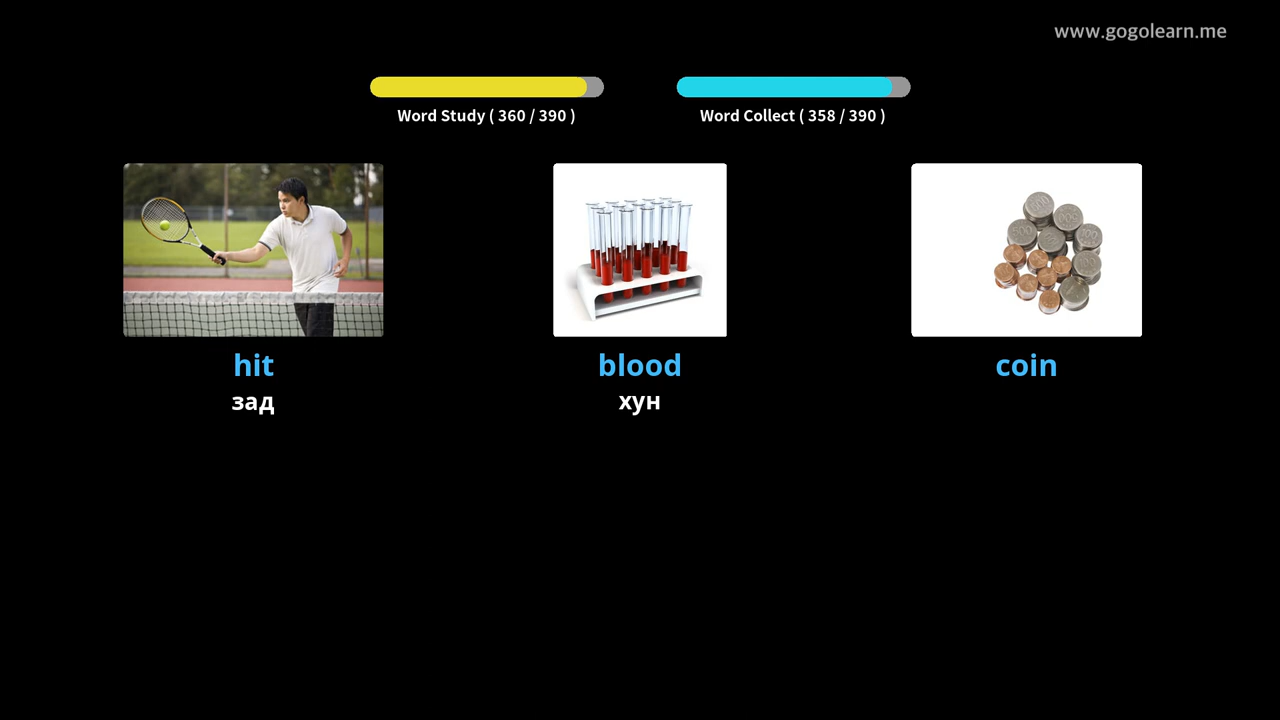 www.gogolearn.me
Word Study ( 360 / 390 )
Word Collect ( 358 / 390 )
hit
blood
coin
зад
хун